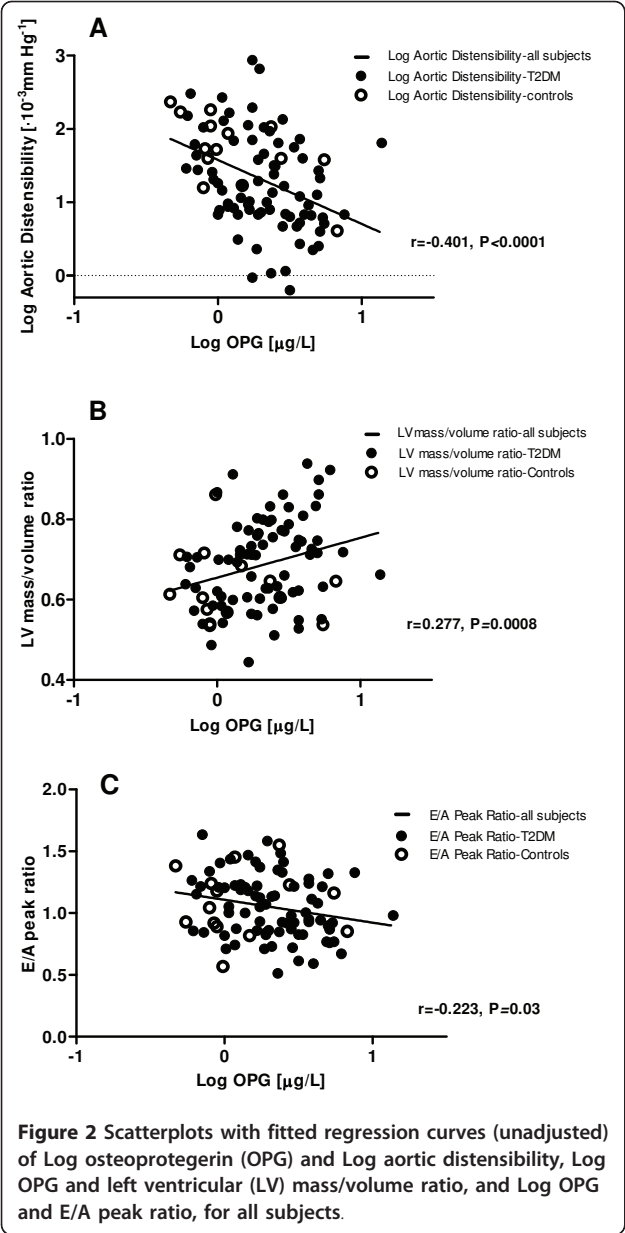 A
Log Aortic Distensibility [·10⁻³mm Hg⁻¹]
3
2
1
0
-1
0
1
Log OPG [µg/L]
Log Aortic Distensibility-all subjects
Log Aortic Distensibility-T2DM
Log Aortic Distensibility-controls
r=-0.401, P<0.0001
B
LV mass/volume ratio
1.0
0.8
0.6
0.4
-1
0
1
Log OPG [µg/L]
LVmass/volume ratio-all subjects
LV mass/volume ratio-T2DM
LV mass/volume ratio-Controls
r=0.277, P=0.0008
C
E/A peak ratio
2.0
1.5
1.0
0.5
0.0
0
1
Log OPG [µg/L]
E/A Peak Ratio-all subjects
E/A Peak Ratio-T2DM
E/A Peak Ratio-Controls
r=-0.223, P=0.03
Figure 2 Scatterplots with fitted regression curves (unadjusted)
of Log osteoprotegerin (OPG) and Log aortic distensibility, Log
OPG and left ventricular (LV) mass/volume ratio, and Log OPG
and E/A peak ratio, for all subjects.